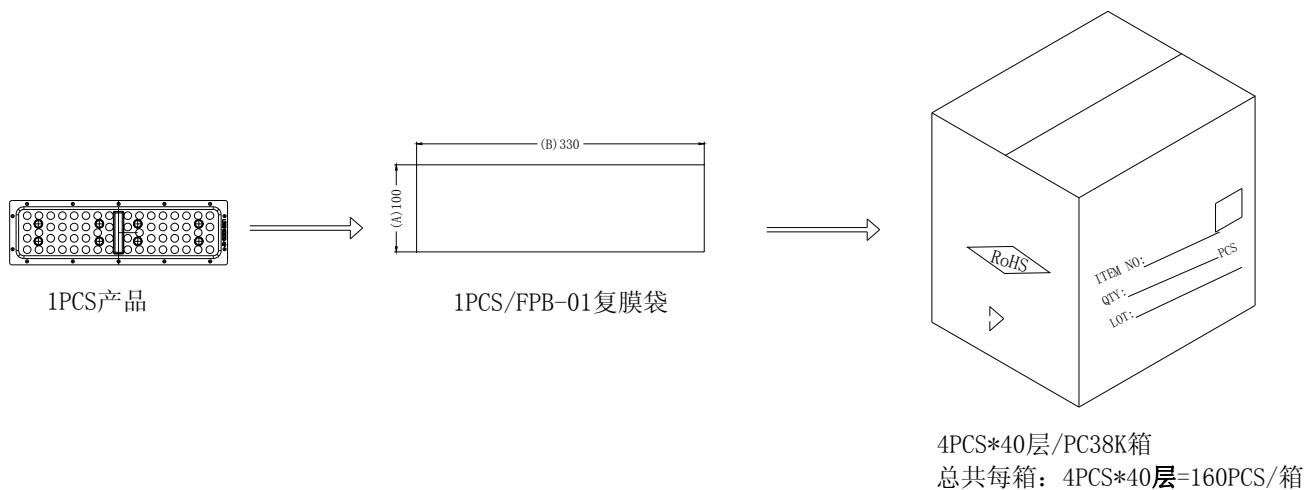 (B)330
(A)100
1PCS产品
1PCS/FPB-01复膜袋
RoHS
ITEM NO:
QTY: PCS
LOT:
4PCS*40层/PC38K箱
总共每箱: 4PCS*40层=160PCS/箱